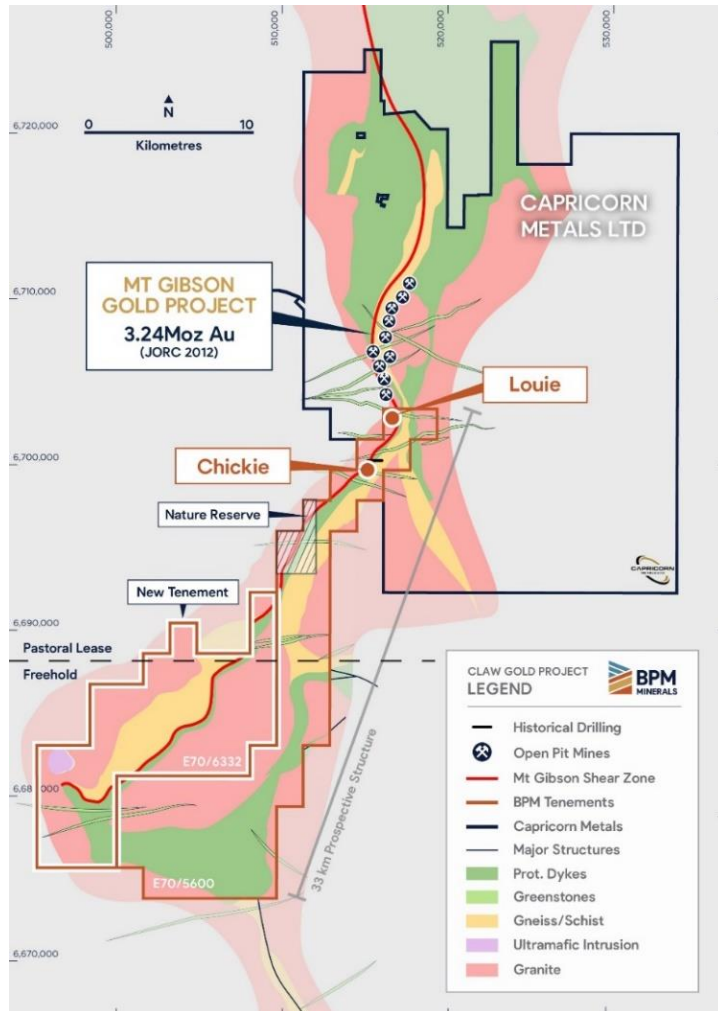 500,000
510,000
520,000
530,000
6,720,000
N
0 10
Kilometres
CAPRICORN
METALS LTD
6,710,000
MT GIBSON
GOLD PROJECT
3.24Moz Au
(JORC 2012)
Louie
6,700,000
Chickie
Nature Reserve
CAPRICORN
New Tenement
6,690,000
Pastoral Lease
Freehold
33 km Prospective Structure
E70/6332
E70/5600
6,670,000
CLAW GOLD PROJECT
LEGEND
BPM
MINERALS
Historical Drilling
Open Pit Mines
Mt Gibson Shear Zone
BPM Tenements
Capricorn Metals
Major Structures
Prot. Dykes
Greenstones
Gneiss/Schist
Ultramafic Intrusion
Granite